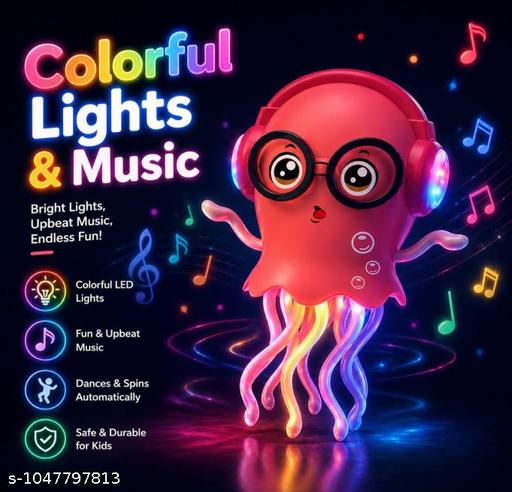 Colorful
Lights
& Music
Bright Lights,
Upbeat Music,
Endless Fun!
Colorful LED
Lights
Fun & Upbeat
Music
Dances & Spins
Automatically
Safe & Durable
for Kids
s-1047797813